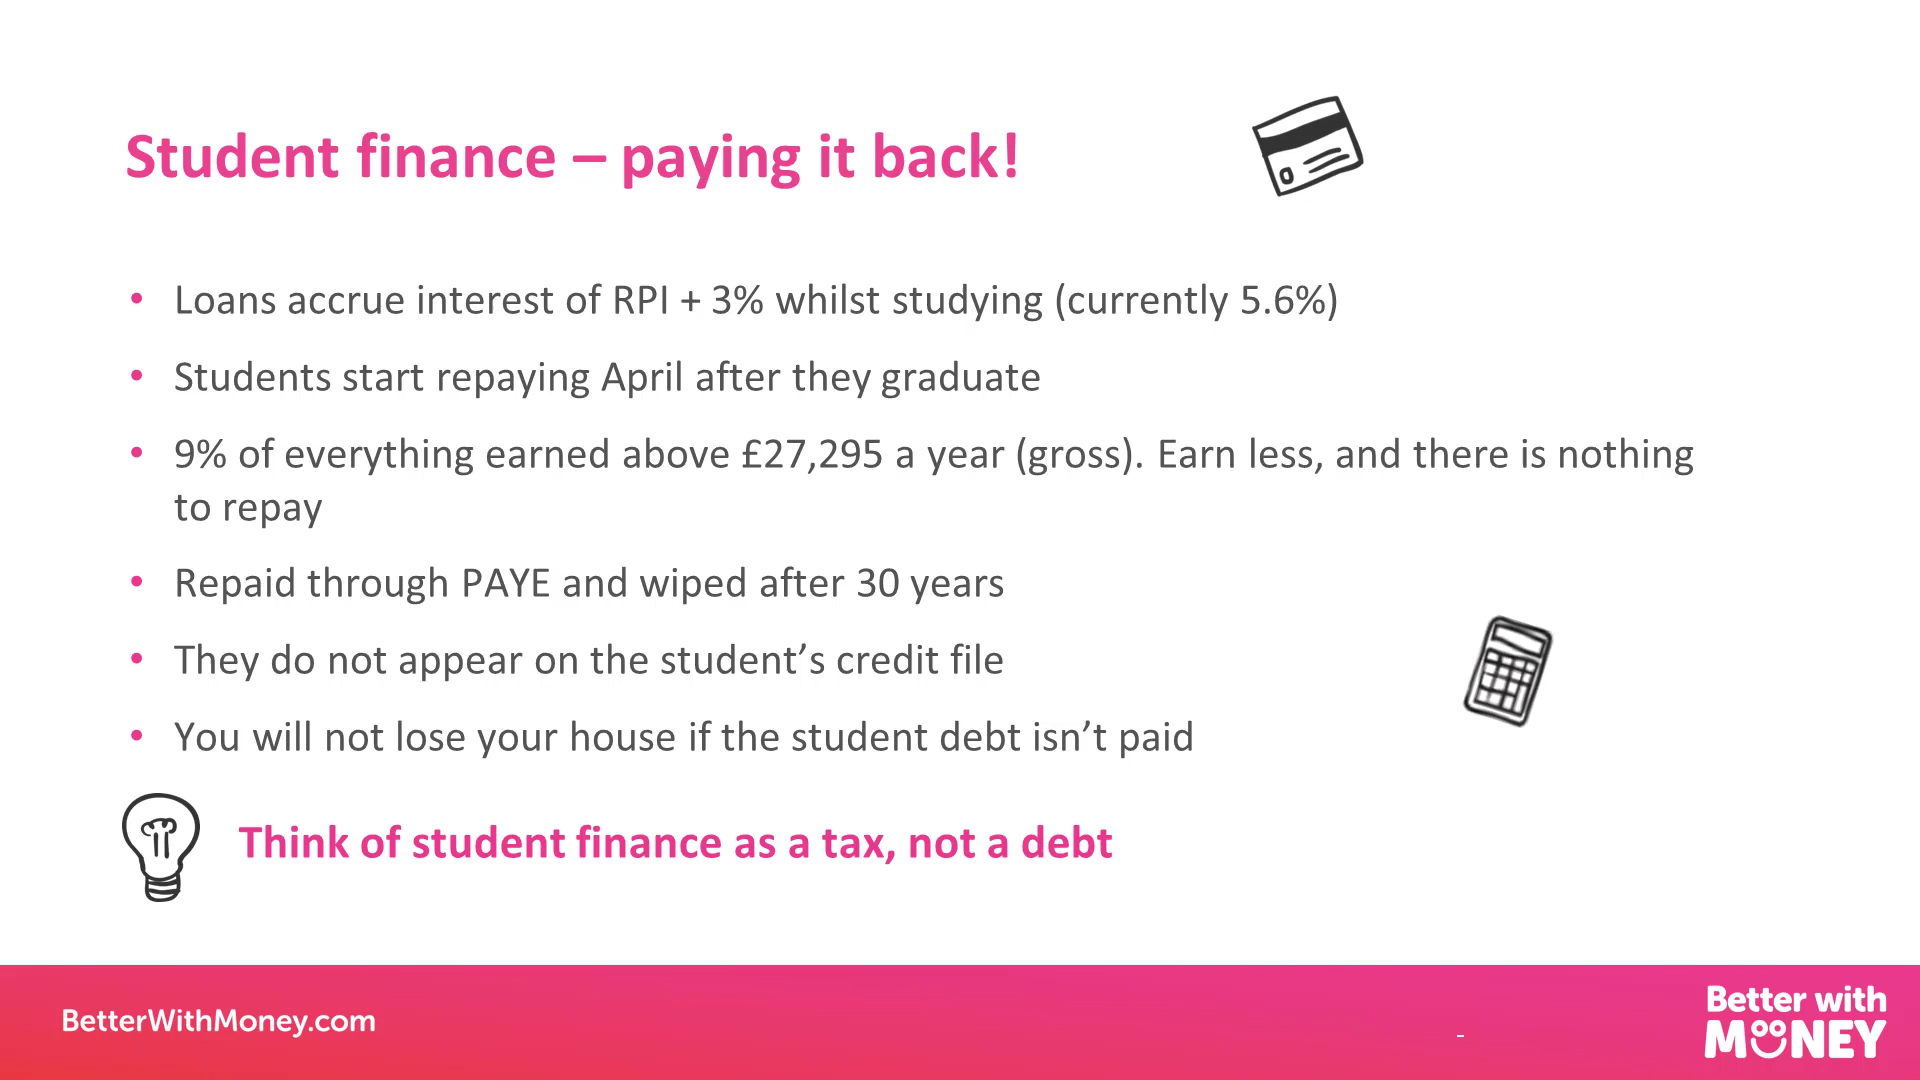 Student finance – paying it back!
• Loans accrue interest of RPI + 3% whilst studying (currently 5.6%)
• Students start repaying April after they graduate
• 9% of everything earned above £27,295 a year (gross). Earn less, and there is nothing
to repay
• Repaid through PAYE and wiped after 30 years
• They do not appear on the student’s credit file
• You will not lose your house if the student debt isn’t paid
Think of student finance as a tax, not a debt
BetterWithMoney.com
-
Better with
MOONEY